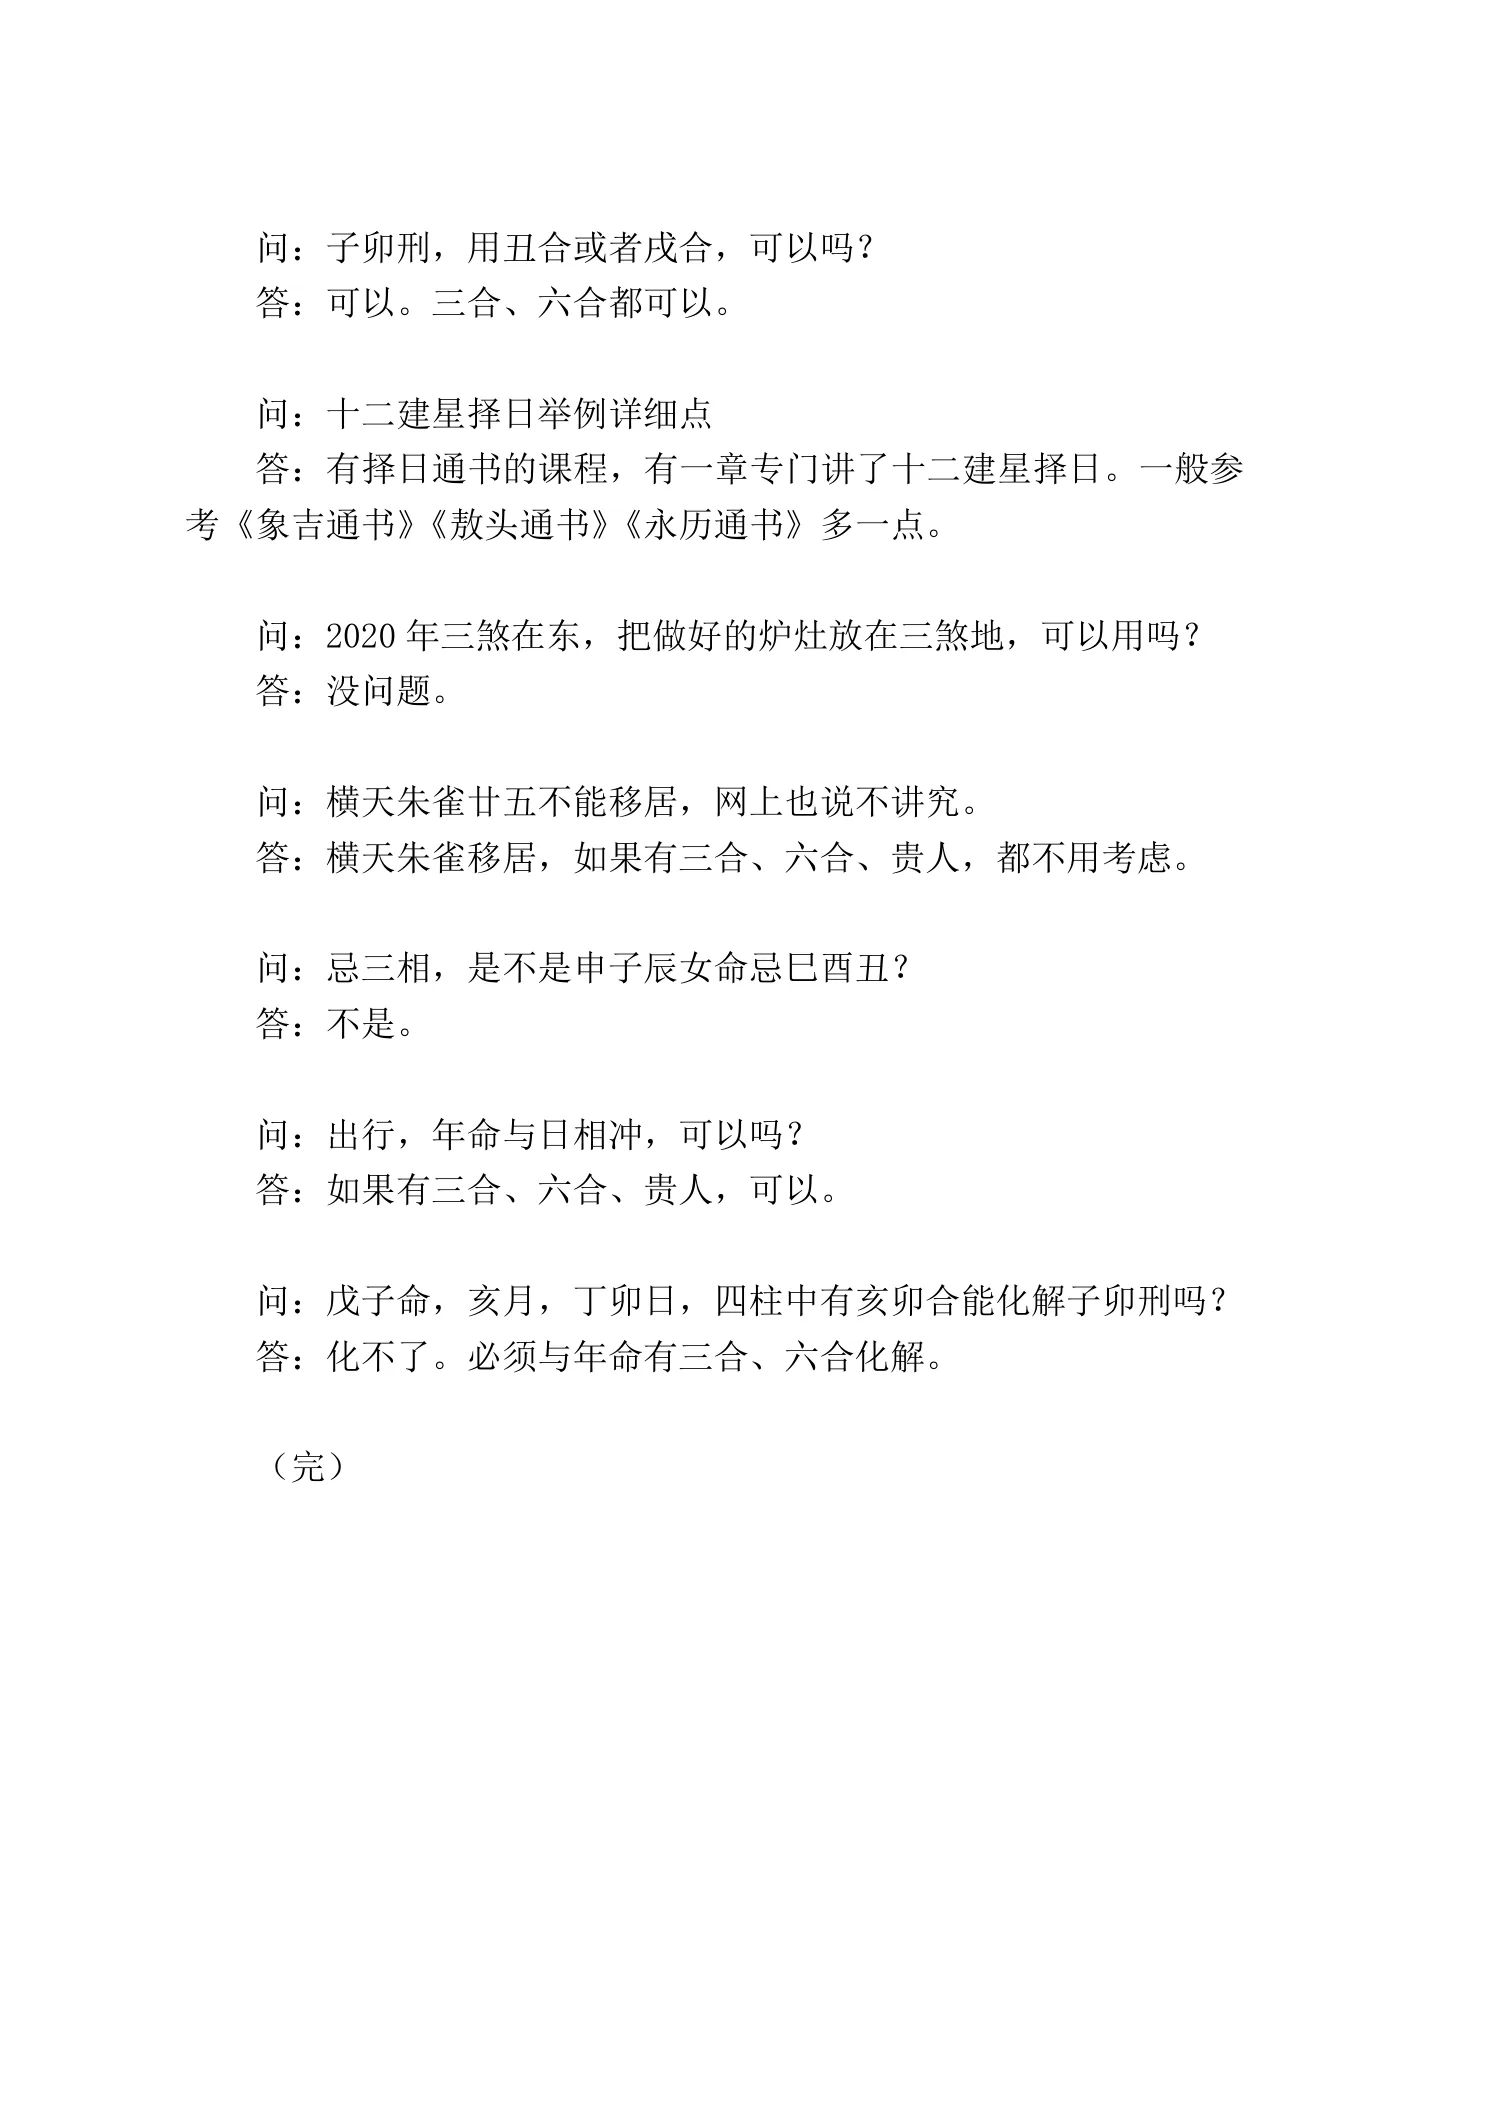 问：子卯刑，用丑合或者戌合，可以吗？
答：可以。三合、六合都可以。
问：十二建星择日举例详细点
答：有择日通书的课程，有一章专门讲了十二建星择日。一般参
考《象吉通书》《敖头通书》《永历通书》多一点。
问：2020 年三煞在东，把做好的炉灶放在三煞地，可以用吗？
答：没问题。
问：横天朱雀廿五不能移居，网上也说不讲究。
答：横天朱雀移居，如果有三合、六合、贵人，都不用考虑。
问：忌三相，是不是申子辰女命忌巳酉丑？
答：不是。
问：出行，年命与日相冲，可以吗？
答：如果有三合、六合、贵人，可以。
问：戊子命，亥月，丁卯日，四柱中有亥卯合能化解子卯刑吗？
答：化不了。必须与年命有三合、六合化解。
（完）